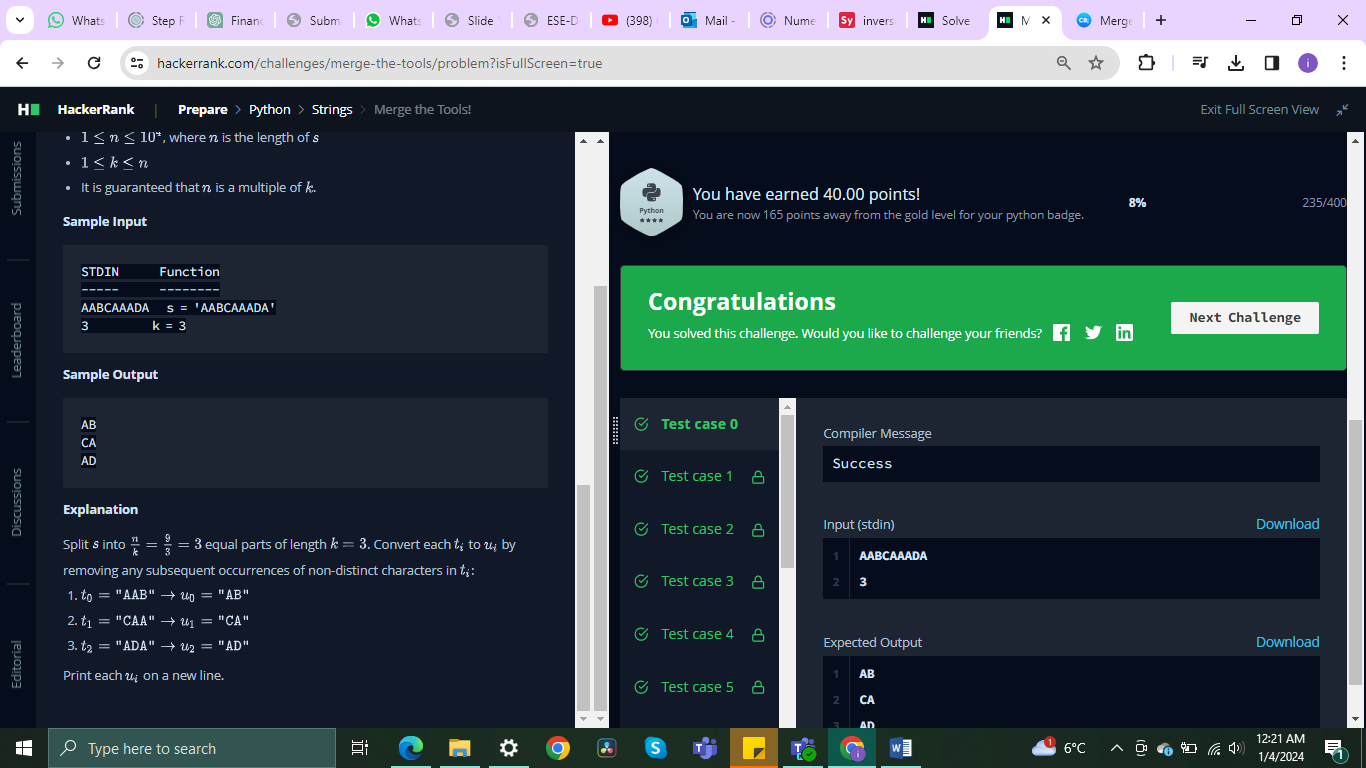 Whats
Step F
Financ
Subm
Whats
Slide
ESE-D
(398)
Mail -
Nume
Sy invers
Solve
M
CR Merge
hackerrank.com/challenges/merge-the-tools/problem?isFullScreen=true
i
H HackerRank | Prepare > Python > Strings > Merge the Tools!
Exit Full Screen View
Submissions
Leaderboard
Discussions
Editorial
• 1 ≤ n ≤ 10⁴, where n is the length of s
• 1 ≤ k ≤ n
• It is guaranteed that n is a multiple of k.
Sample Input
STDIN Function
----- --------
AABCAAADA s = 'AABCAAADA'
3 k = 3
Sample Output
AB
CA
AD
Explanation
Split s into n/k = 9/3 = 3 equal parts of length k = 3. Convert each tᵢ to uᵢ by
removing any subsequent occurrences of non-distinct characters in tᵢ:
1. t₀ = "AAB" → u₀ = "AB"
2. t₁ = "CAA" → u₁ = "CA"
3. t₂ = "ADA" → u₂ = "AD"
Print each uᵢ on a new line.
Python
You have earned 40.00 points!
You are now 165 points away from the gold level for your python badge.
8%
235/400
Congratulations
You solved this challenge. Would you like to challenge your friends?
Next Challenge
Test case 0
Test case 1
Test case 2
Test case 3
Test case 4
Test case 5
Compiler Message
Success
Input (stdin)
Download
1 AABCAAADA
2 3
Expected Output
Download
1 AB
2 CA
3 AD
Type here to search
1
6°C
12:21 AM
1/4/2024
1